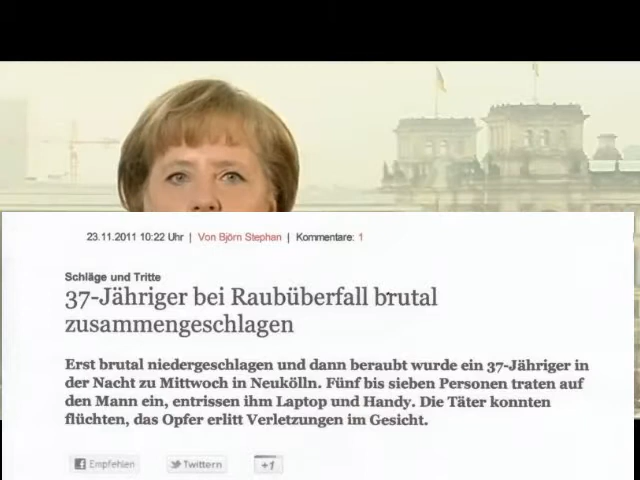 23.11.2011 10:22 Uhr | Von Björn Stephan | Kommentare: 1
Schläge und Tritte
37-Jähriger bei Raubüberfall brutal
zusammengeschlagen
Erst brutal niedergeschlagen und dann beraubt wurde ein 37-Jähriger in
der Nacht zu Mittwoch in Neukölln. Fünf bis sieben Personen traten auf
den Mann ein, entrissen ihm Laptop und Handy. Die Täter konnten
flüchten, das Opfer erlitt Verletzungen im Gesicht.
Empfehlen Twittern +1